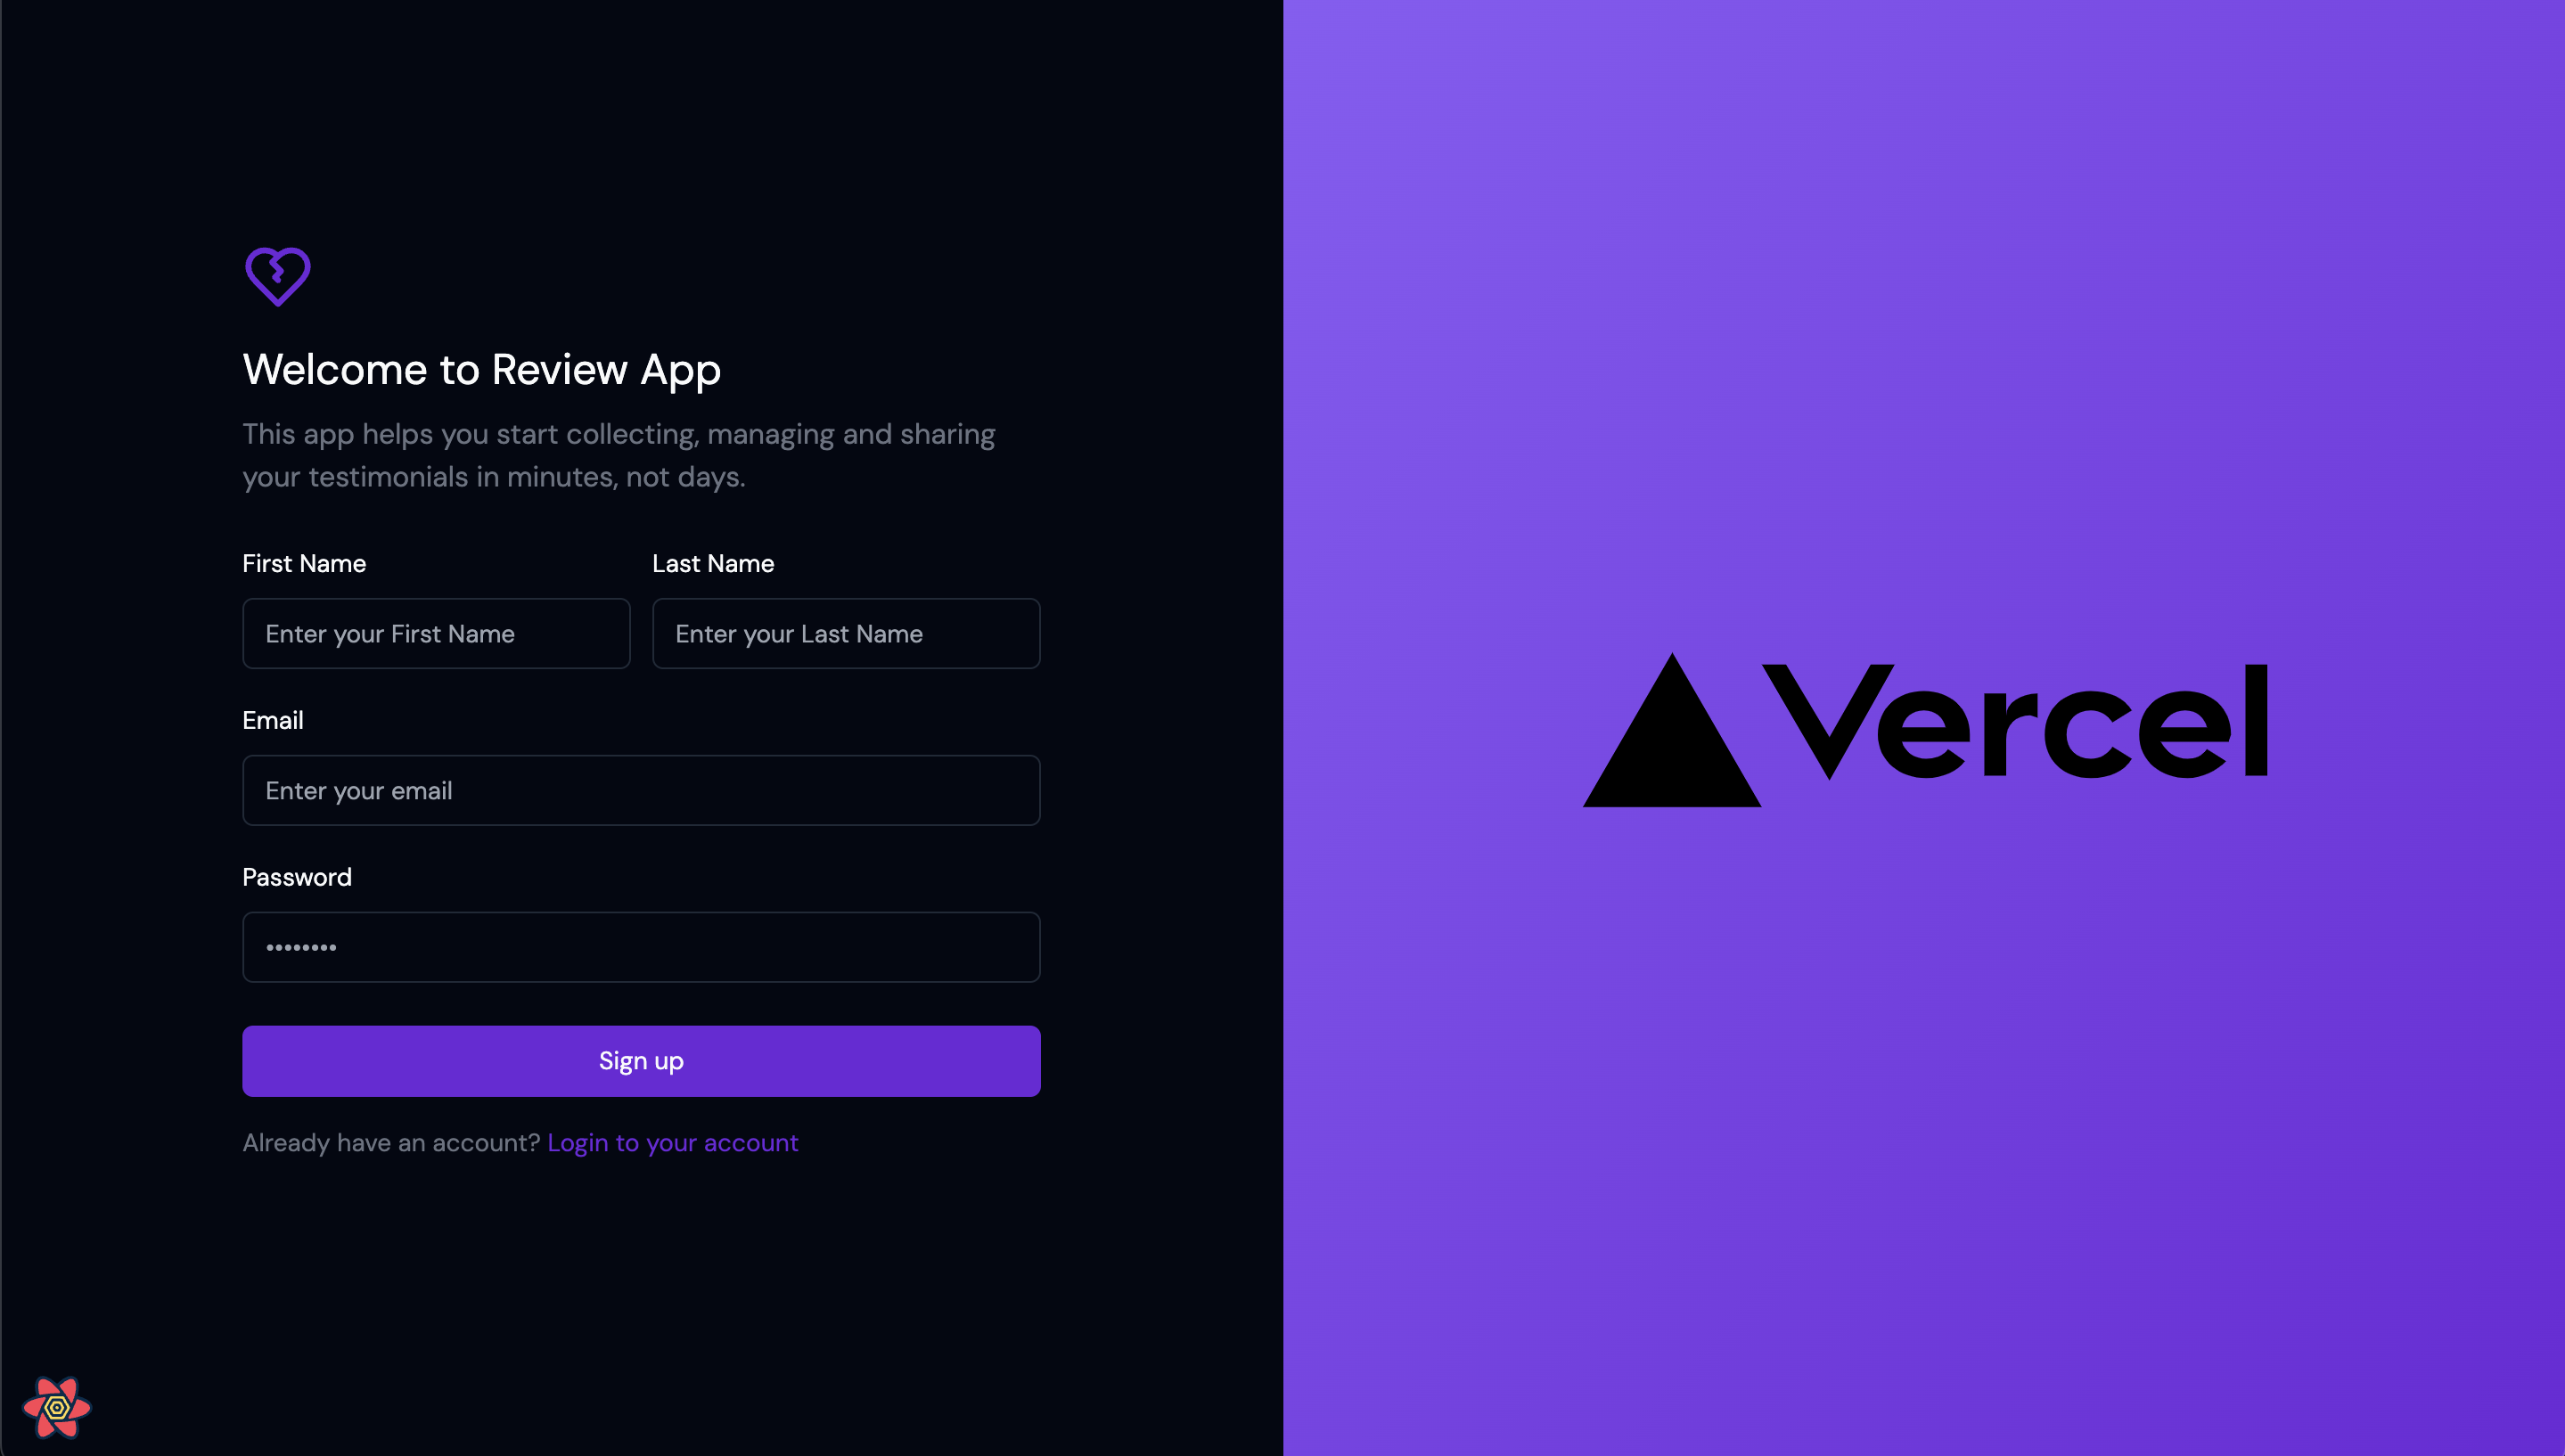 Welcome to Review App
This app helps you start collecting, managing and sharing
your testimonials in minutes, not days.
First Name
Last Name
Enter your First Name
Enter your Last Name
Email
Enter your email
Password
••••••••
Sign up
Already have an account? Login to your account
Vercel